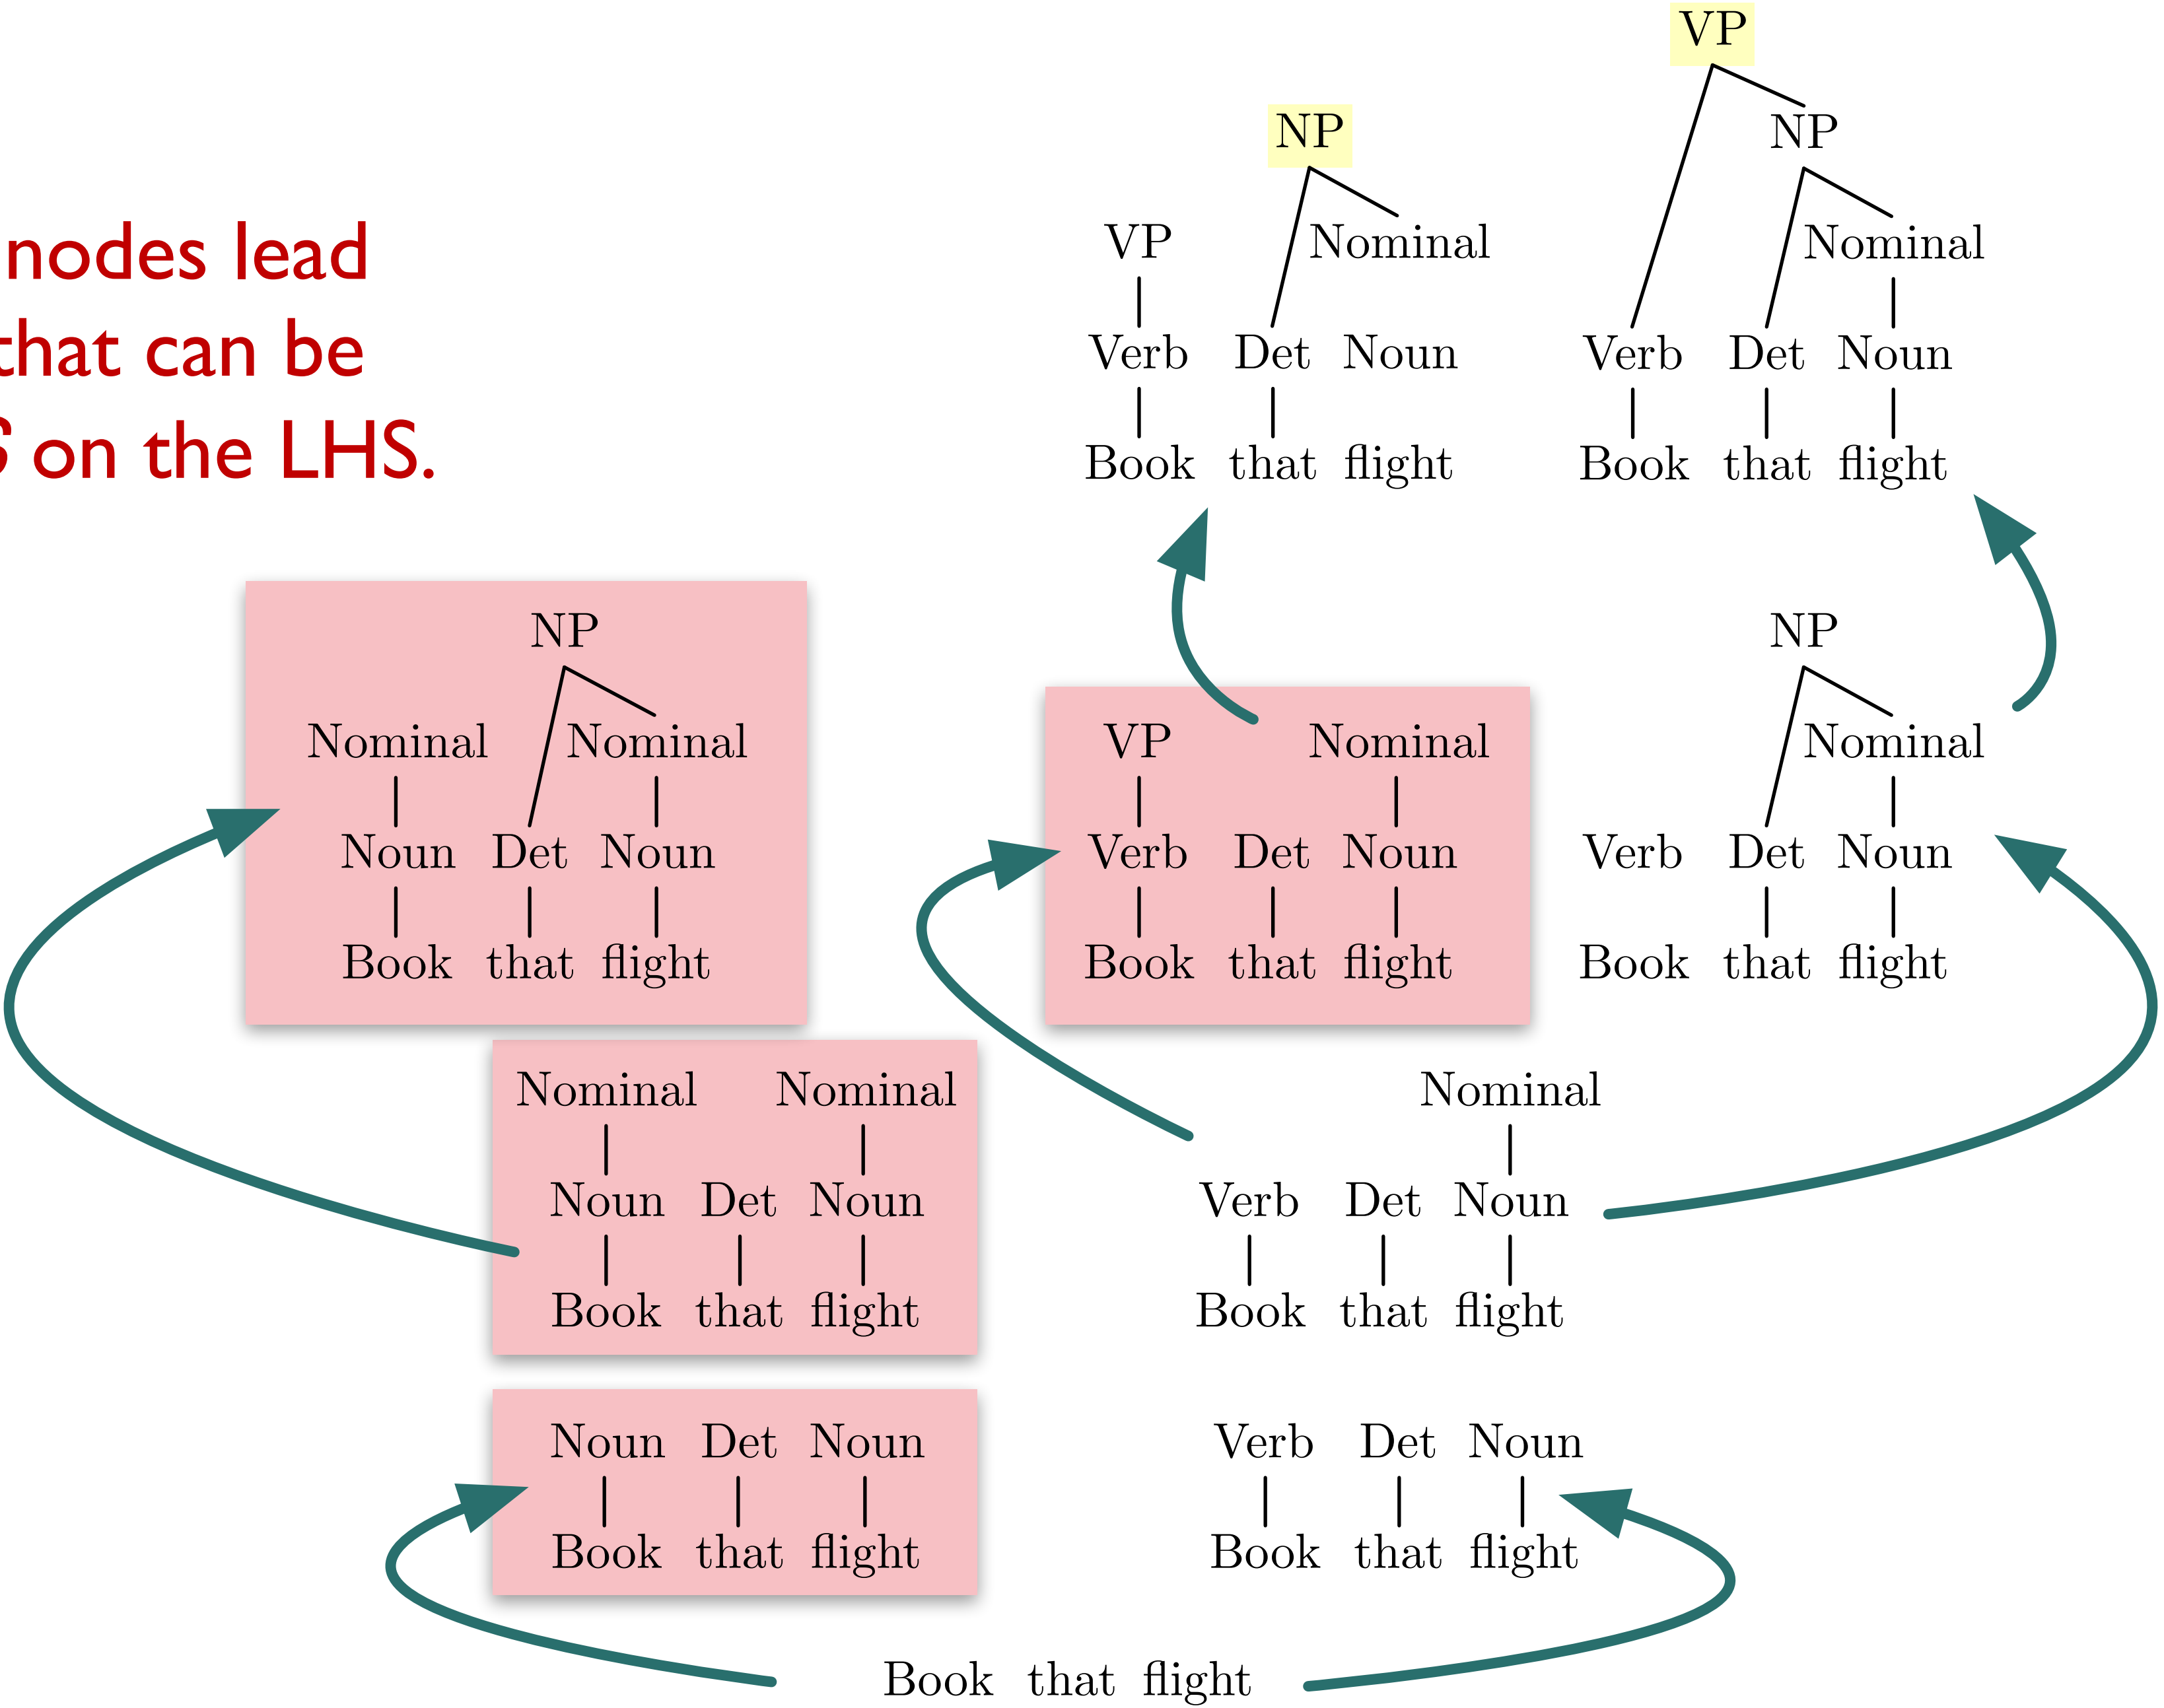 nodes lead
that can be
S on the LHS.
VP
NP NP
VP Nominal Nominal
Verb Det Noun Verb Det Noun
Book that flight Book that flight
NP NP
Nominal Nominal VP Nominal Nominal
Noun Det Noun Verb Det Noun Verb Det Noun
Book that flight Book that flight Book that flight
Nominal Nominal Nominal
Noun Det Noun Verb Det Noun
Book that flight Book that flight
Noun Det Noun Verb Det Noun
Book that flight Book that flight
Book that flight